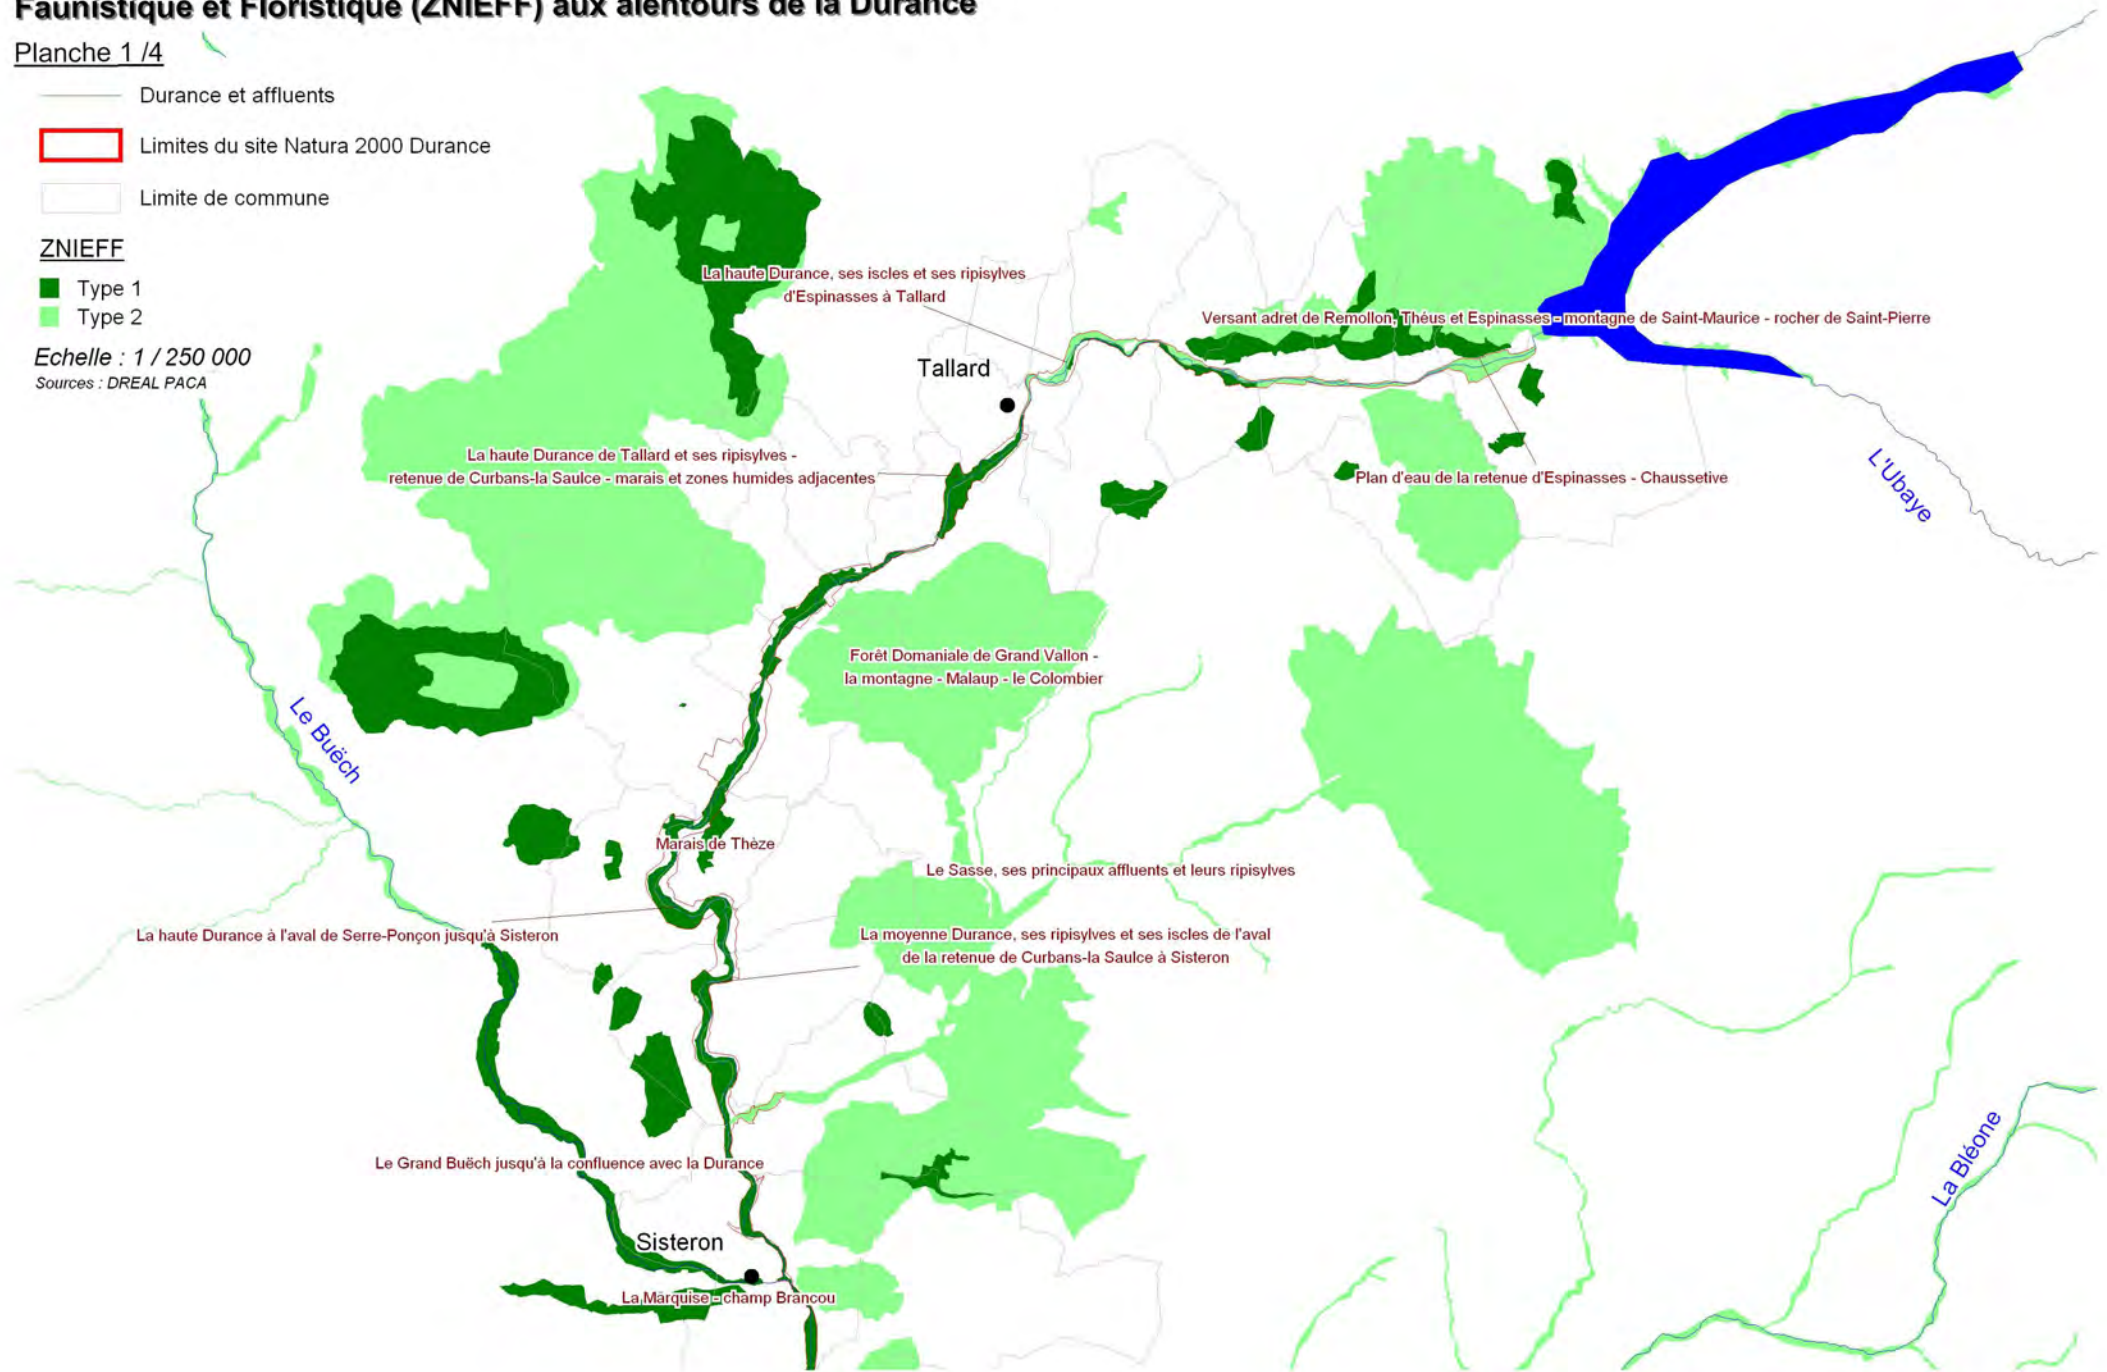 Faunistique et Floristique (ZNIEFF) aux alentours de la Durance
Planche 1 /4
Durance et affluents
Limites du site Natura 2000 Durance
Limite de commune
ZNIEFF
Type 1
Type 2
Echelle : 1 / 250 000
Sources : DREAL PACA
La haute Durance, ses iscles et ses ripisylves
d'Espinasses à Tallard
Versant adret de Remollon, Théus et Espinasses - montagne de Saint-Maurice - rocher de Saint-Pierre
Tallard
La haute Durance de Tallard et ses ripisylves -
retenue de Curbans-la Saulce - marais et zones humides adjacentes
Plan d'eau de la retenue d'Espinasses - Chaussetive
L'Ubaye
Forêt Domaniale de Grand Vallon -
la montagne - Malaup - le Colombier
Le Buëch
Marais de Thèze
Le Sasse, ses principaux affluents et leurs ripisylves
La haute Durance à l'aval de Serre-Ponçon jusqu'à Sisteron
La moyenne Durance, ses ripisylves et ses iscles de l'aval
de la retenue de Curbans-la Saulce à Sisteron
La Bléone
Le Grand Buëch jusqu'à la confluence avec la Durance
Sisteron
La Marquise - champ Brancou